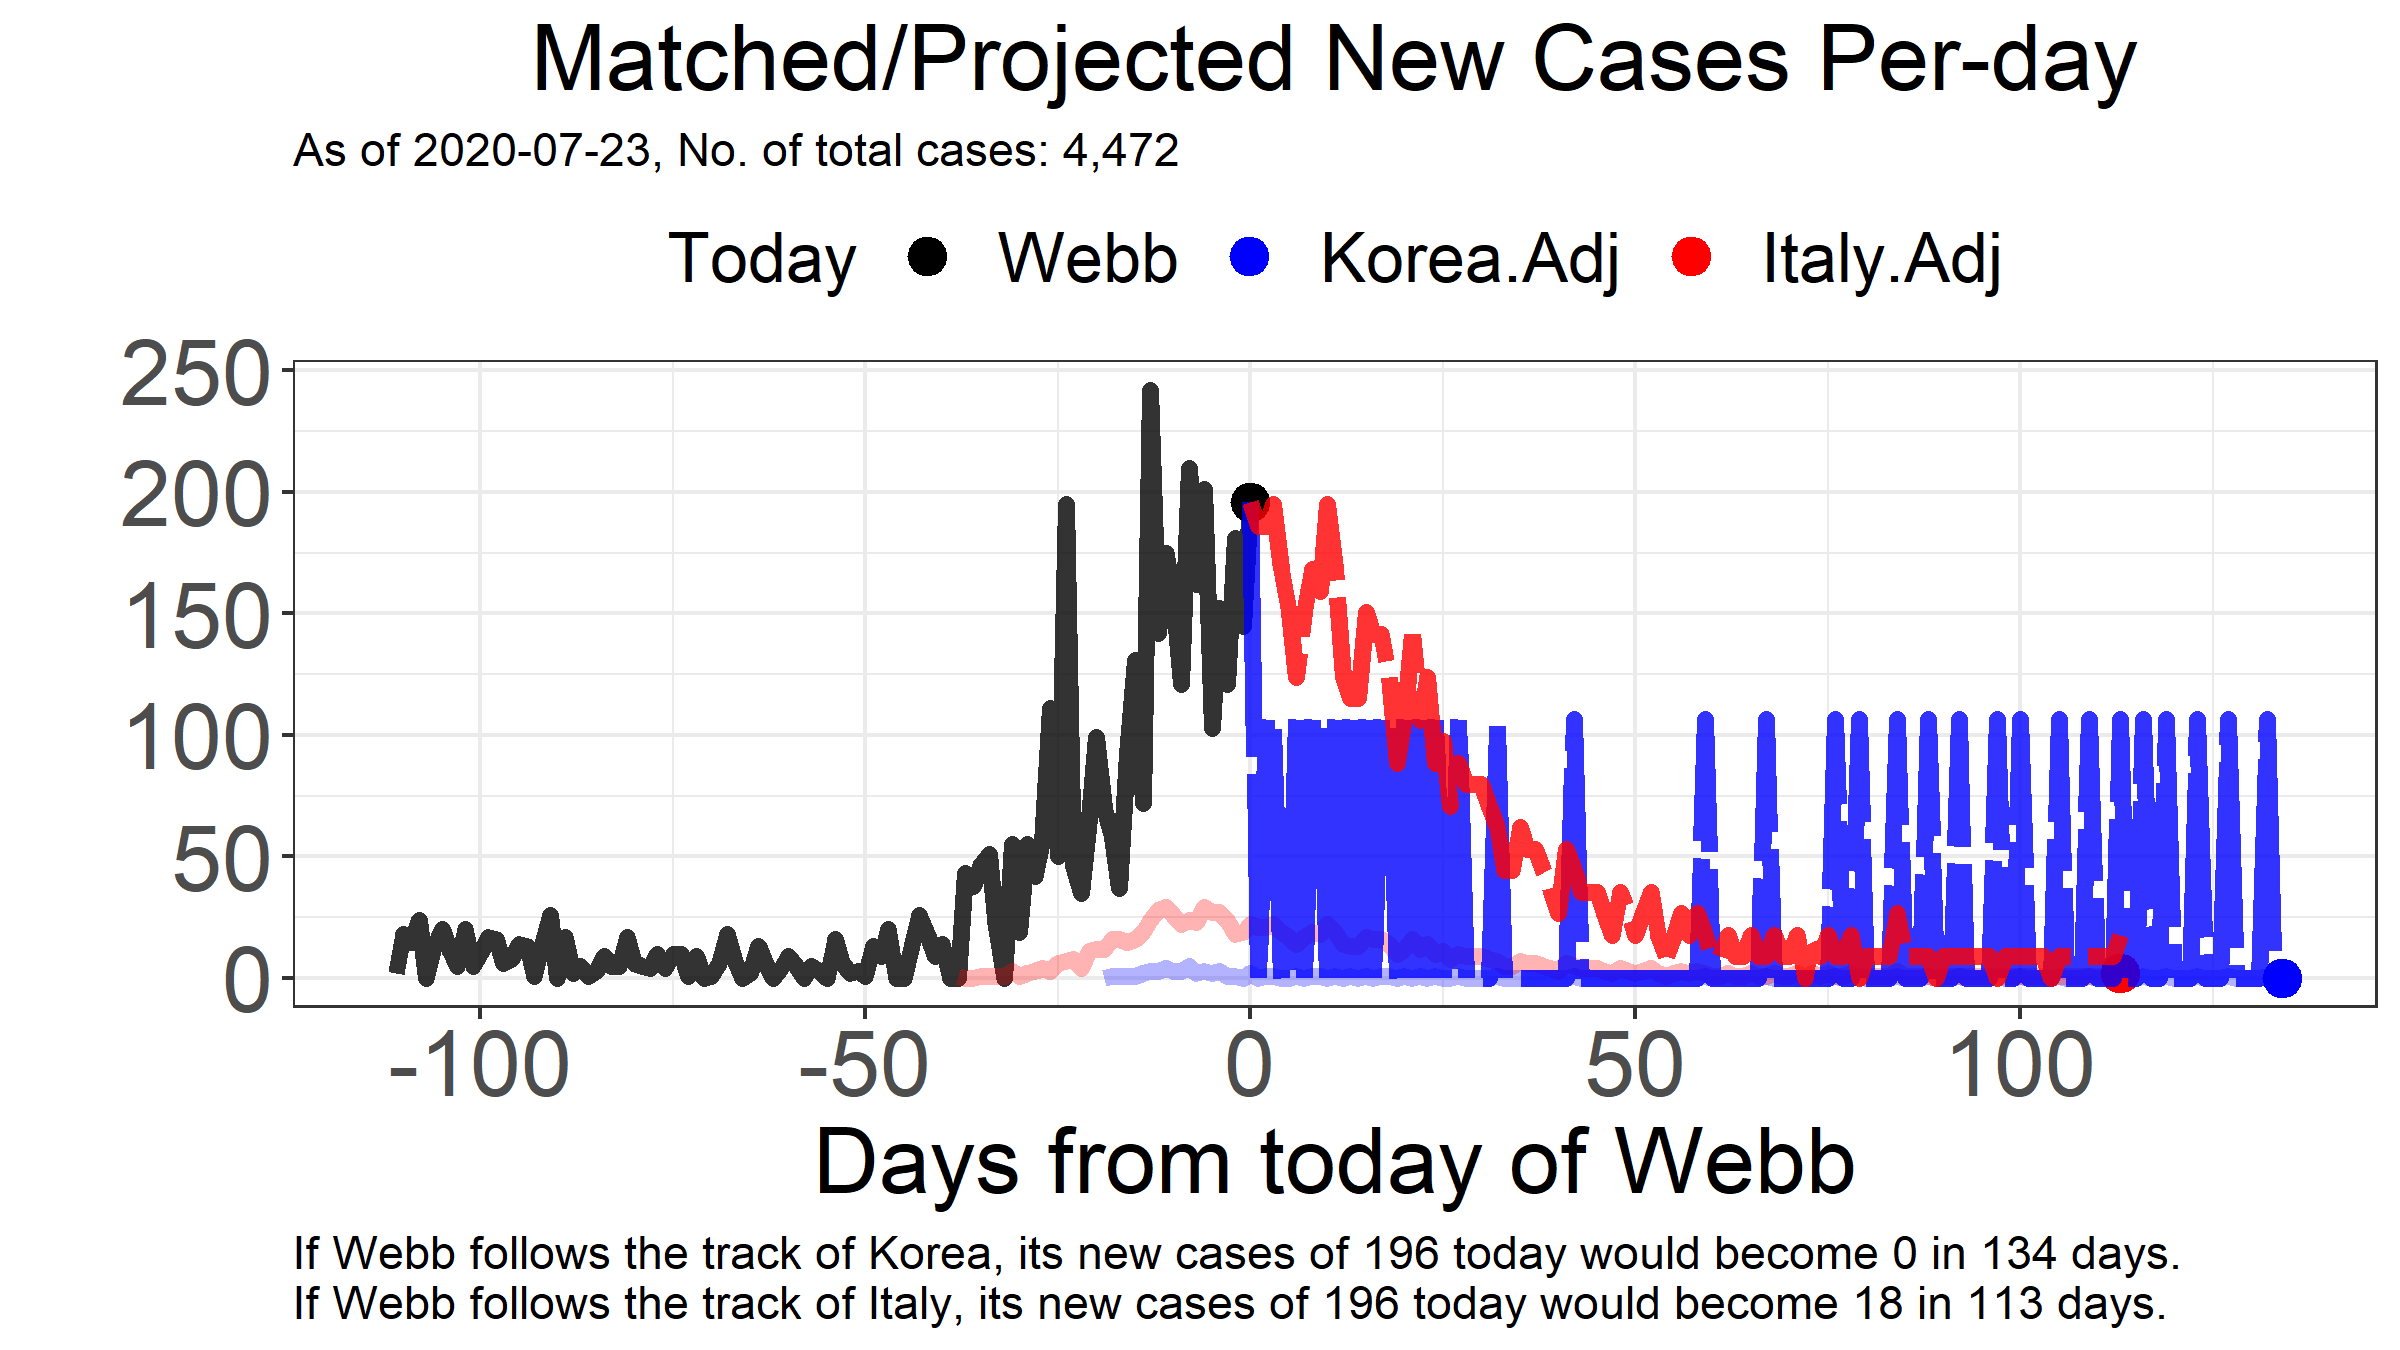 Matched/Projected New Cases Per-day
As of 2020-07-23, No. of total cases: 4,472
Today Webb Korea.Adj Italy.Adj
250
200
150
100
50
0
-100 -50 0 50 100
Days from today of Webb
If Webb follows the track of Korea, its new cases of 196 today would become 0 in 134 days.
If Webb follows the track of Italy, its new cases of 196 today would become 18 in 113 days.